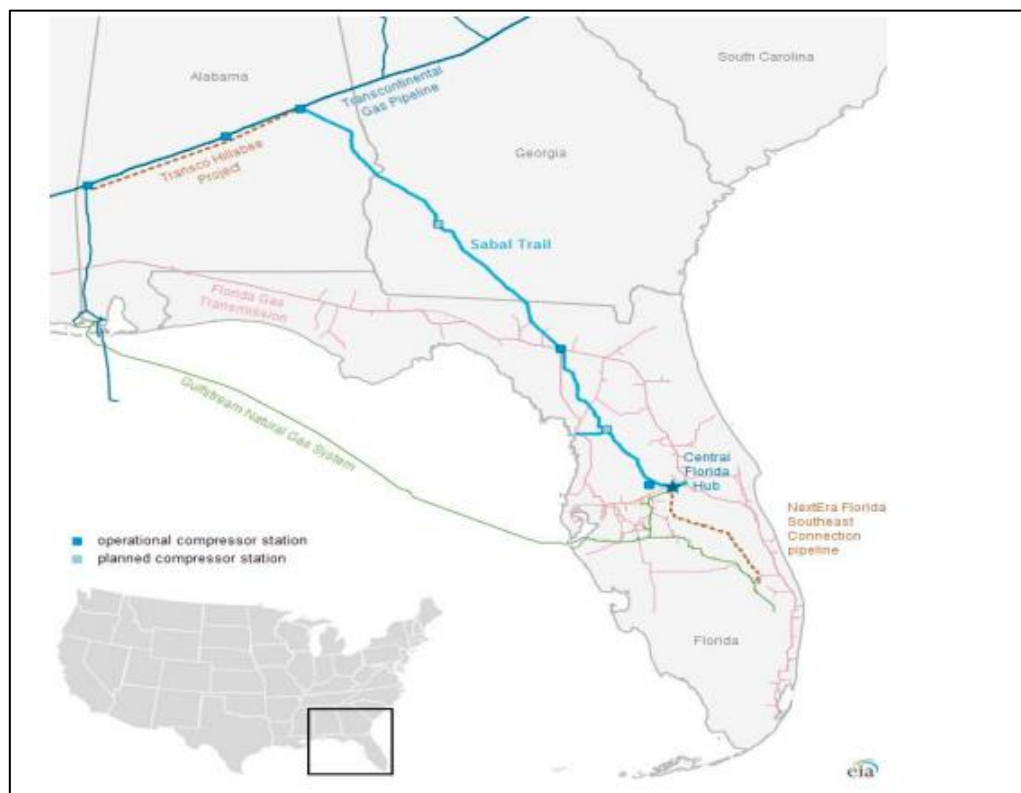 South Carolina
Alabama
Transcontinental
Gas Pipeline
Transco Hillabee
Project
Georgia
Sabal Trail
Florida Gas
Transmission
Gulfstream Natural Gas System
Central
Florida
Hub
NextEra Florida
Southeast
Connection
pipeline
operational compressor station
planned compressor station
Florida
eia